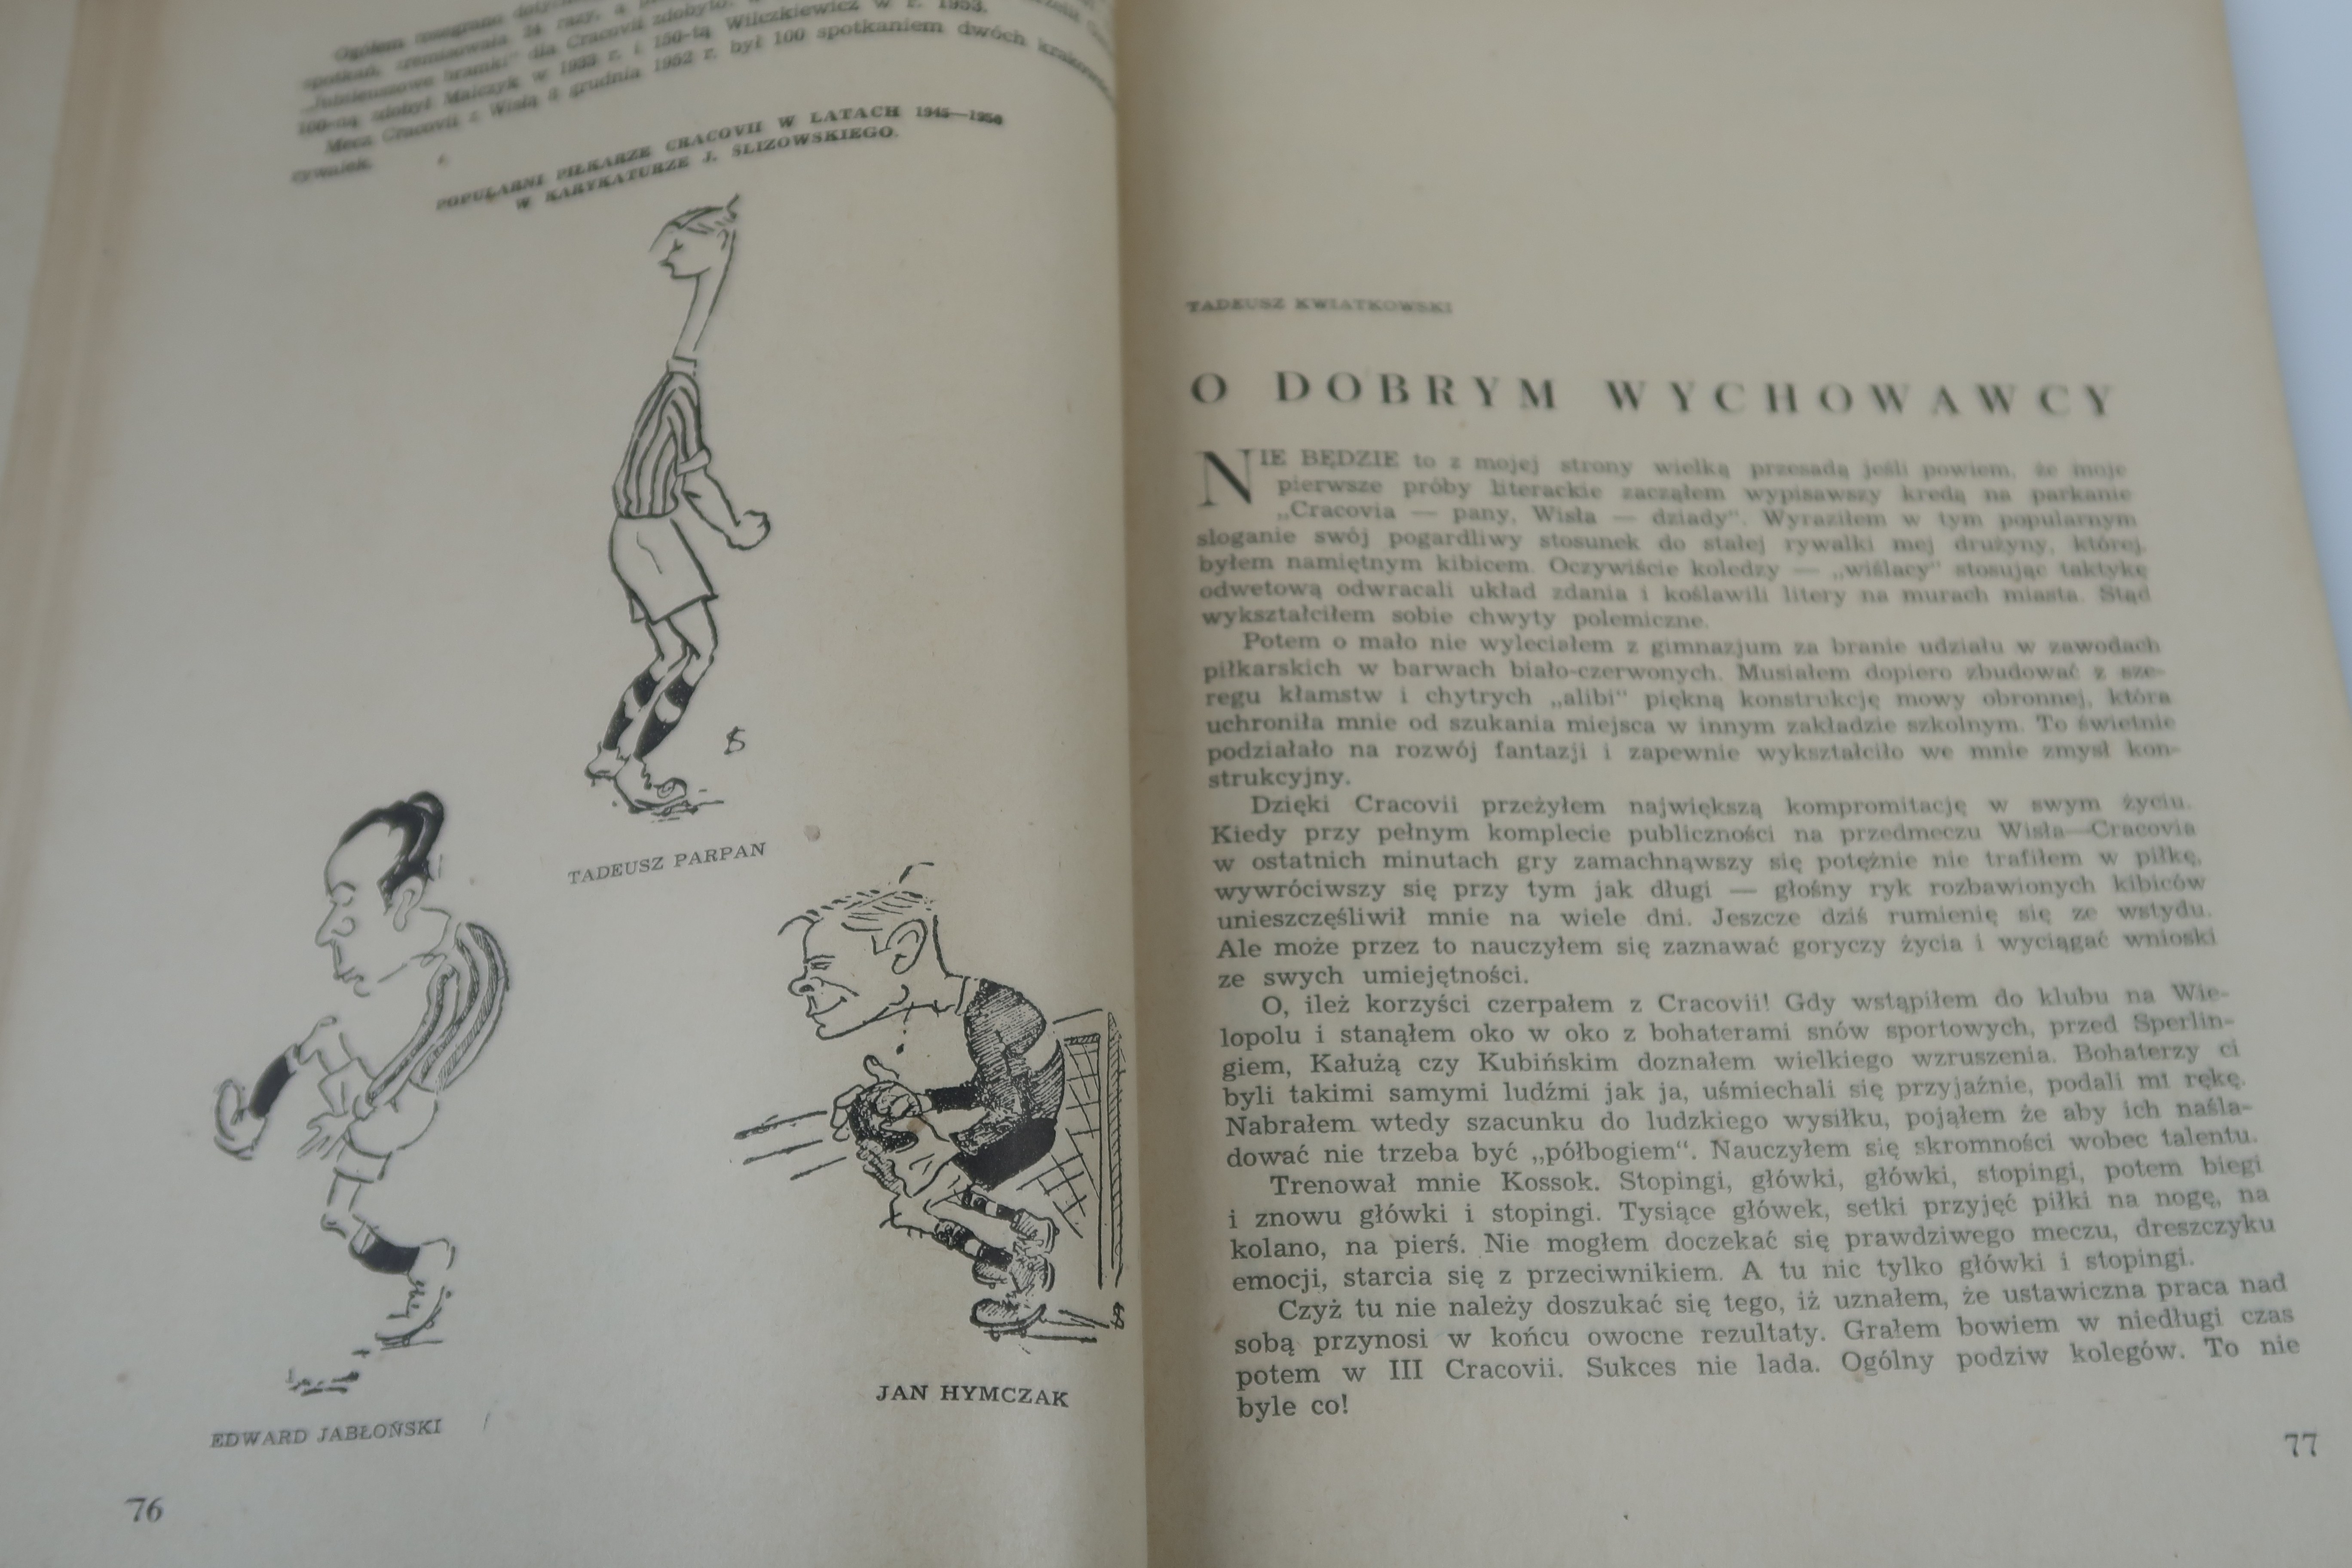 Ogółem rozegrano
spotkań, zremisowała 24 razy,
„Jubileuszowe bramki" dla Cracovii zdobyto:
100-ną zdobył Malczyk w 1933 r. i 150-tą Wilczkiewicz w r. 1953.
Mecz Cracovii z Wisłą 8 grudnia 1952 r. był 100 spotkaniem dwóch krakowskich
rywalek.
POPULARNI PIŁKARZE CRACOVII W LATACH 1945—1956
W KARYKATURZE J. ŚLIZOWSKIEGO.
TADEUSZ PARPAN
EDWARD JABŁOŃSKI
JAN HYMCZAK
76
TADEUSZ KWIATKOWSKI
O DOBRYM WYCHOWAWCY
NIE BĘDZIE to z mojej strony wielką przesadą jeśli powiem, że moje
pierwsze próby literackie zacząłem wypisawszy kredą na parkanie
„Cracovia — pany, Wisła — dziady". Wyraziłem w tym popularnym
sloganie swój pogardliwy stosunek do stałej rywalki mej drużyny, której
byłem namiętnym kibicem. Oczywiście koledzy — „wiślacy" stosując taktykę
odwetową odwracali układ zdania i koślawili litery na murach miasta. Stąd
wykształciłem sobie chwyty polemiczne.
Potem o mało nie wyleciałem z gimnazjum za branie udziału w zawodach
piłkarskich w barwach biało-czerwonych. Musiałem dopiero zbudować z sze-
regu kłamstw i chytrych „alibi" piękną konstrukcję mowy obronnej, która
uchroniła mnie od szukania miejsca w innym zakładzie szkolnym. To świetnie
podziałało na rozwój fantazji i zapewnie wykształciło we mnie zmysł kon-
strukcyjny.
Dzięki Cracovii przeżyłem największą kompromitację w swym życiu.
Kiedy przy pełnym komplecie publiczności na przedmeczu Wisła—Cracovia
w ostatnich minutach gry zamachnąwszy się potężnie nie trafiłem w piłkę,
wywróciwszy się przy tym jak długi — głośny ryk rozbawionych kibiców
unieszczęśliwił mnie na wiele dni. Jeszcze dziś rumienię się ze wstydu.
Ale może przez to nauczyłem się zaznawać goryczy życia i wyciągać wnioski
ze swych umiejętności.
O, ileż korzyści czerpałem z Cracovii! Gdy wstąpiłem do klubu na Wie-
lopolu i stanąłem oko w oko z bohaterami snów sportowych, przed Sperlin-
giem, Kałużą czy Kubińskim doznałem wielkiego wzruszenia. Bohaterzy ci
byli takimi samymi ludźmi jak ja, uśmiechali się przyjaźnie, podali mi rękę.
Nabrałem wtedy szacunku do ludzkiego wysiłku, pojąłem że aby ich naśla-
dować nie trzeba być „półbogiem". Nauczyłem się skromności wobec talentu.
Trenował mnie Kossok. Stopingi, główki, główki, stopingi, potem biegi
i znowu główki i stopingi. Tysiące główek, setki przyjęć piłki na nogę, na
kolano, na pierś. Nie mogłem doczekać się prawdziwego meczu, dreszczyku
emocji, starcia się z przeciwnikiem. A tu nic tylko główki i stopingi.
Czyż tu nie należy doszukać się tego, iż uznałem, że ustawiczna praca nad
sobą przynosi w końcu owocne rezultaty. Grałem bowiem w niedługi czas
potem w III Cracovii. Sukces nie lada. Ogólny podziw kolegów. To nie
byle co!
77